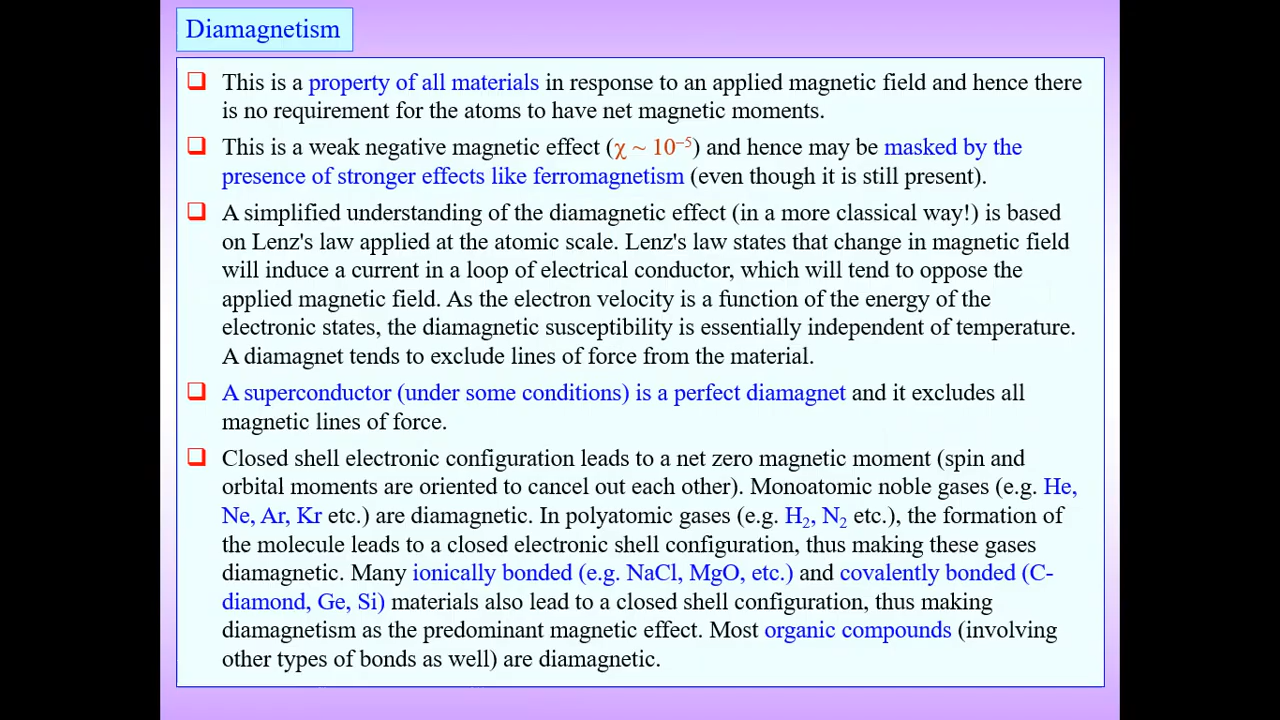 Diamagnetism
This is a property of all materials in response to an applied magnetic field and hence there
is no requirement for the atoms to have net magnetic moments.
This is a weak negative magnetic effect (χ ~ 10⁻⁵) and hence may be masked by the
presence of stronger effects like ferromagnetism (even though it is still present).
A simplified understanding of the diamagnetic effect (in a more classical way!) is based
on Lenz's law applied at the atomic scale. Lenz's law states that change in magnetic field
will induce a current in a loop of electrical conductor, which will tend to oppose the
applied magnetic field. As the electron velocity is a function of the energy of the
electronic states, the diamagnetic susceptibility is essentially independent of temperature.
A diamagnet tends to exclude lines of force from the material.
A superconductor (under some conditions) is a perfect diamagnet and it excludes all
magnetic lines of force.
Closed shell electronic configuration leads to a net zero magnetic moment (spin and
orbital moments are oriented to cancel out each other). Monoatomic noble gases (e.g. He,
Ne, Ar, Kr etc.) are diamagnetic. In polyatomic gases (e.g. H₂, N₂ etc.), the formation of
the molecule leads to a closed electronic shell configuration, thus making these gases
diamagnetic. Many ionically bonded (e.g. NaCl, MgO, etc.) and covalently bonded (C-
diamond, Ge, Si) materials also lead to a closed shell configuration, thus making
diamagnetism as the predominant magnetic effect. Most organic compounds (involving
other types of bonds as well) are diamagnetic.